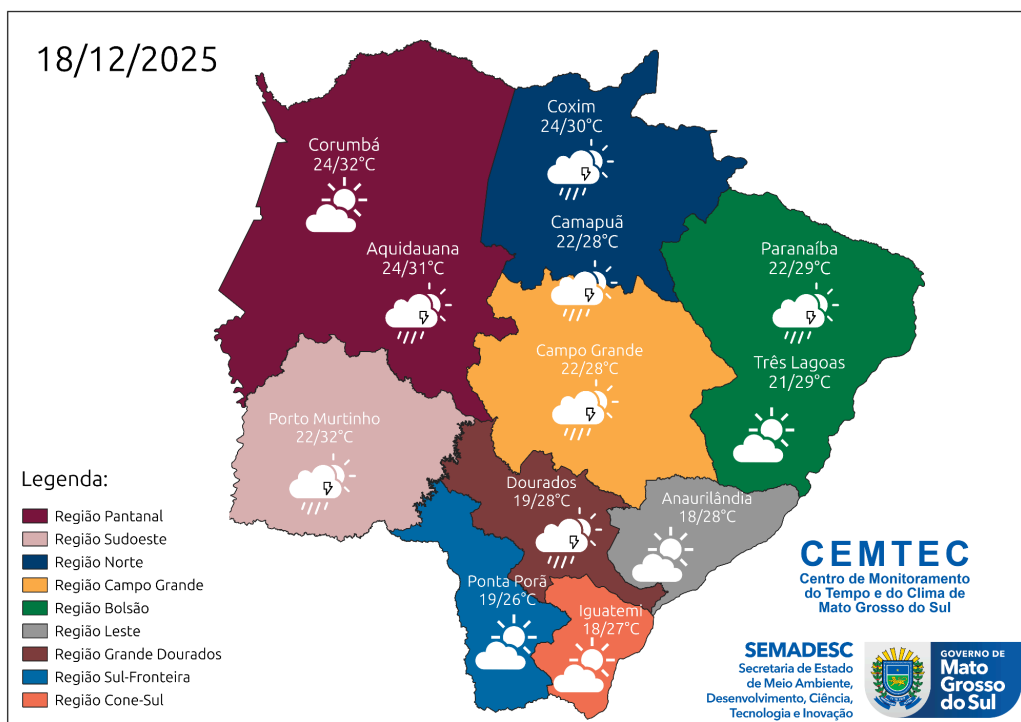 18/12/2025
Coxim
24/30°C
Corumbá
24/32°C
Camapuã
22/28°C
Aquidauana
24/31°C
Paranaíba
22/29°C
Campo Grande
22/28°C
Três Lagoas
21/29°C
Porto Murtinho
22/32°C
Dourados
19/28°C
Anaurilândia
18/28°C
Ponta Porã
19/26°C
Iguatemi
18/27°C
Legenda:
Região Pantanal
Região Sudoeste
Região Norte
Região Campo Grande
Região Bolsão
Região Leste
Região Grande Dourados
Região Sul-Fronteira
Região Cone-Sul
CEMTEC
Centro de Monitoramento
do Tempo e do Clima de
Mato Grosso do Sul
SEMADESC
Secretaria de Estado
de Meio Ambiente,
Desenvolvimento, Ciência,
Tecnologia e Inovação
GOVERNO DE
Mato
Grosso
do Sul